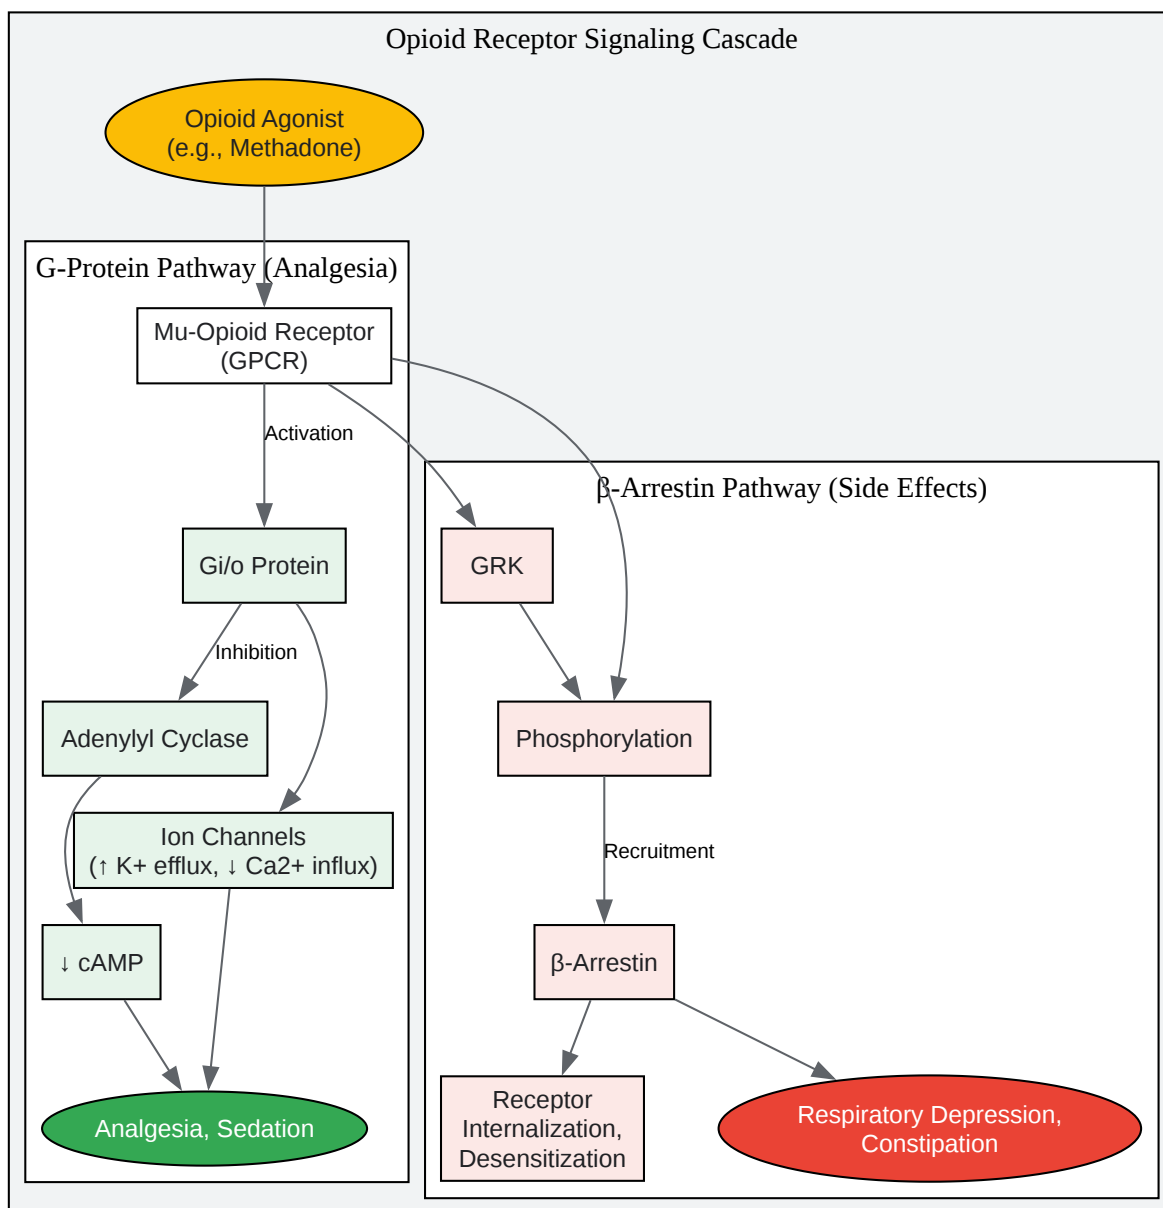 Opioid Receptor Signaling Cascade
Opioid Agonist
(e.g., Methadone)
G-Protein Pathway (Analgesia)
Mu-Opioid Receptor
(GPCR)
Activation
Gi/o Protein
Inhibition
Adenylyl Cyclase
Ion Channels
(↑ K+ efflux, ↓ Ca2+ influx)
↓ cAMP
Analgesia, Sedation
β-Arrestin Pathway (Side Effects)
GRK
Phosphorylation
Recruitment
β-Arrestin
Receptor
Internalization,
Desensitization
Respiratory Depression,
Constipation